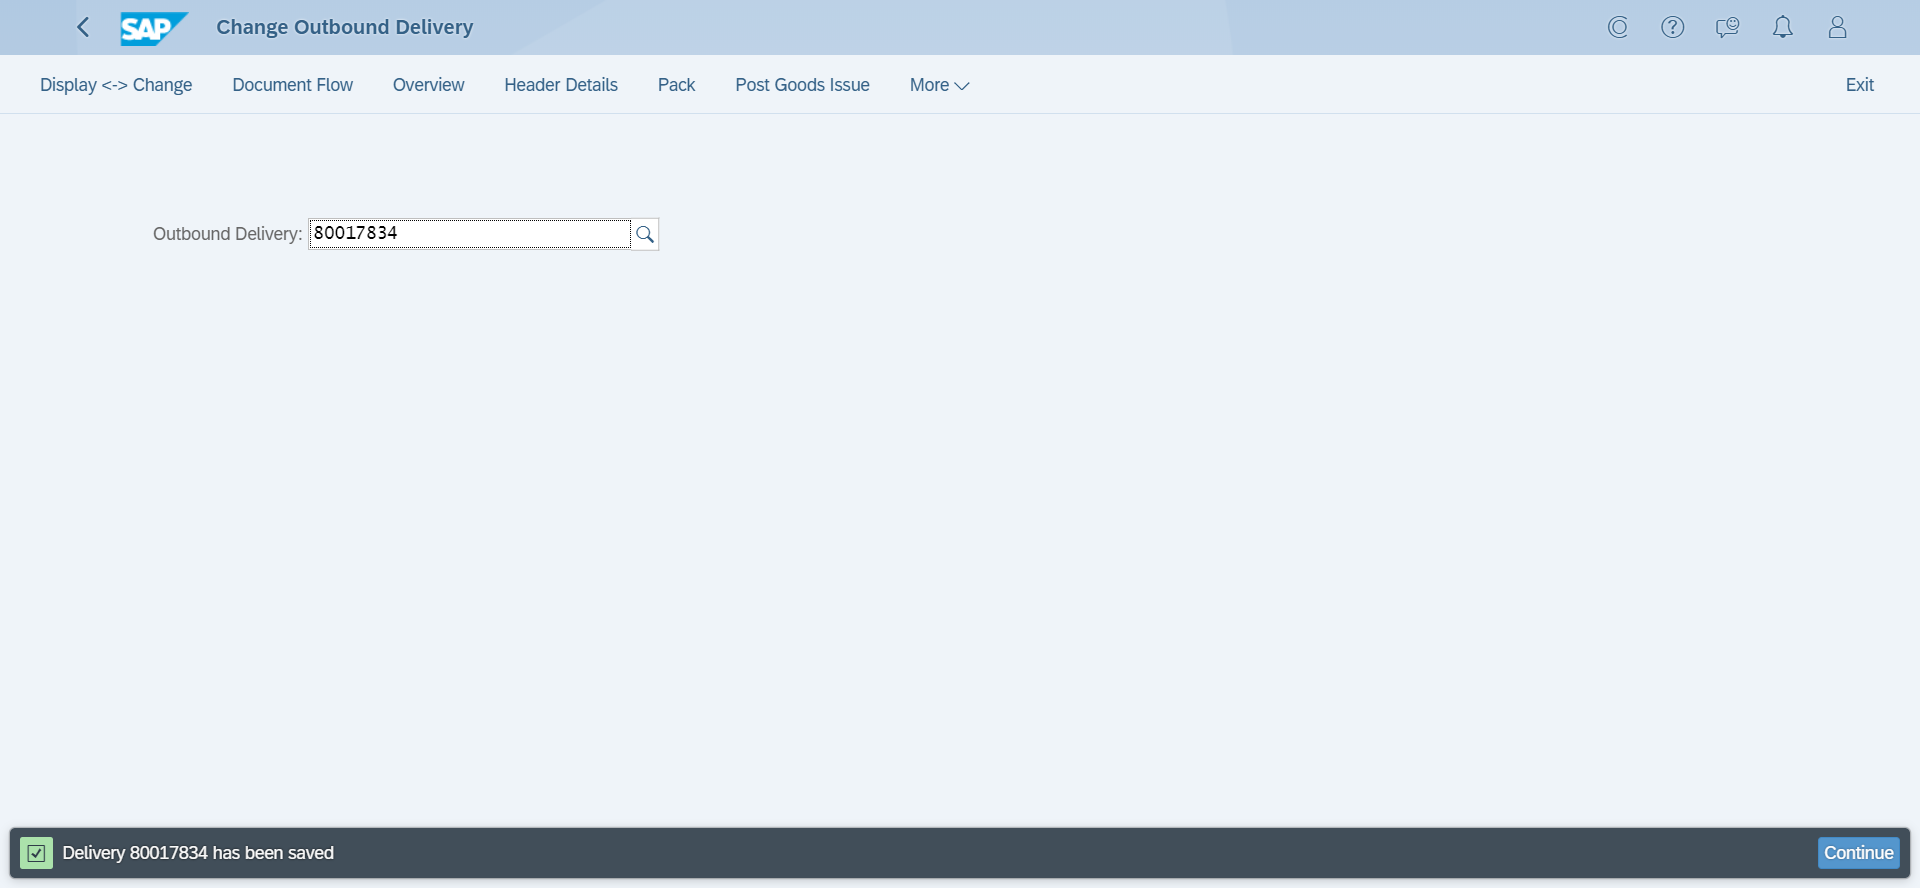 SAP
Change Outbound Delivery
Display <-> Change
Document Flow
Overview
Header Details
Pack
Post Goods Issue
More
Exit
Outbound Delivery: 80017834
Delivery 80017834 has been saved
Continue